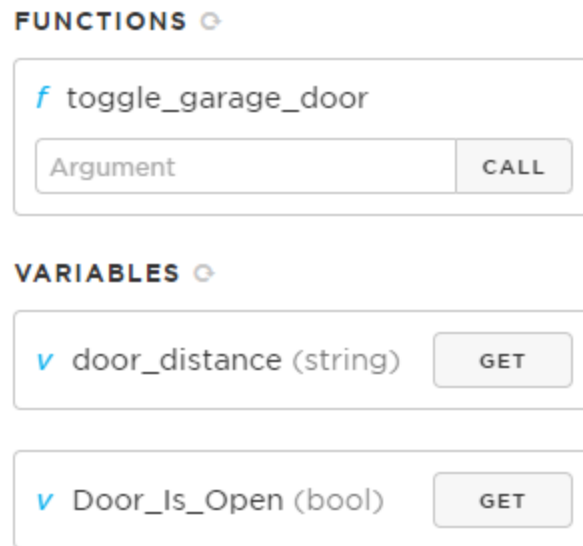 FUNCTIONS
f toggle_garage_door
Argument CALL
VARIABLES
v door_distance (string) GET
v Door_Is_Open (bool) GET